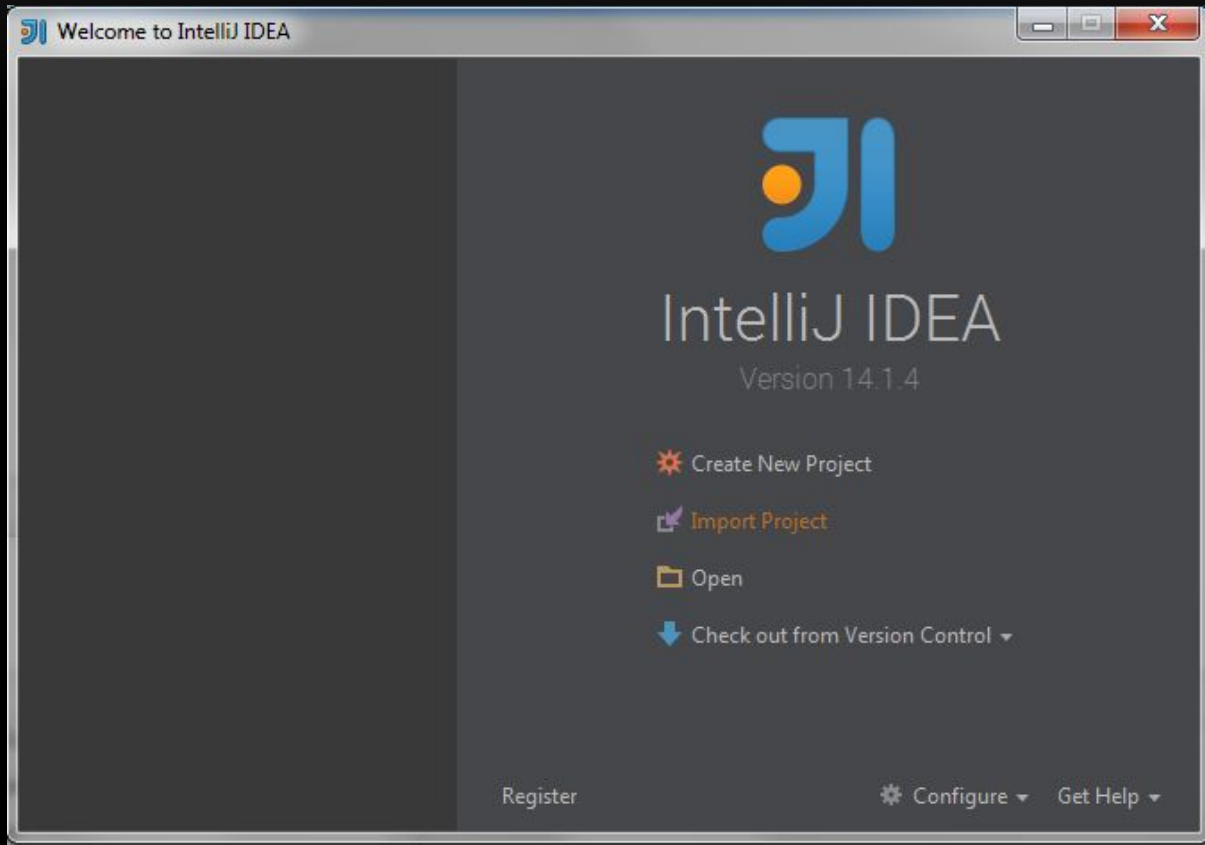 Welcome to IntelliJ IDEA
IntelliJ IDEA
Version 14.1.4
Create New Project
Import Project
Open
Check out from Version Control
Register
Configure
Get Help